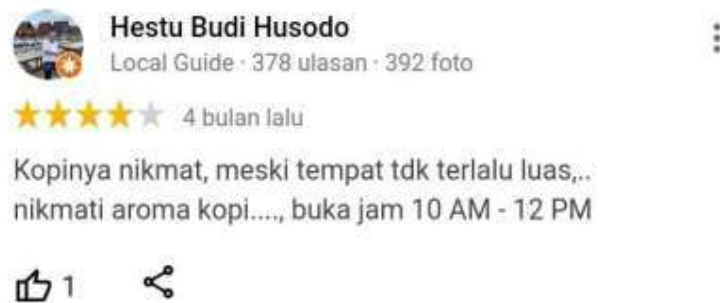 Hestu Budi Husodo
Local Guide · 378 ulasan · 392 foto
4 bulan lalu
Kopinya nikmat, meski tempat tdk terlalu luas,..
nikmati aroma kopi...., buka jam 10 AM - 12 PM
1